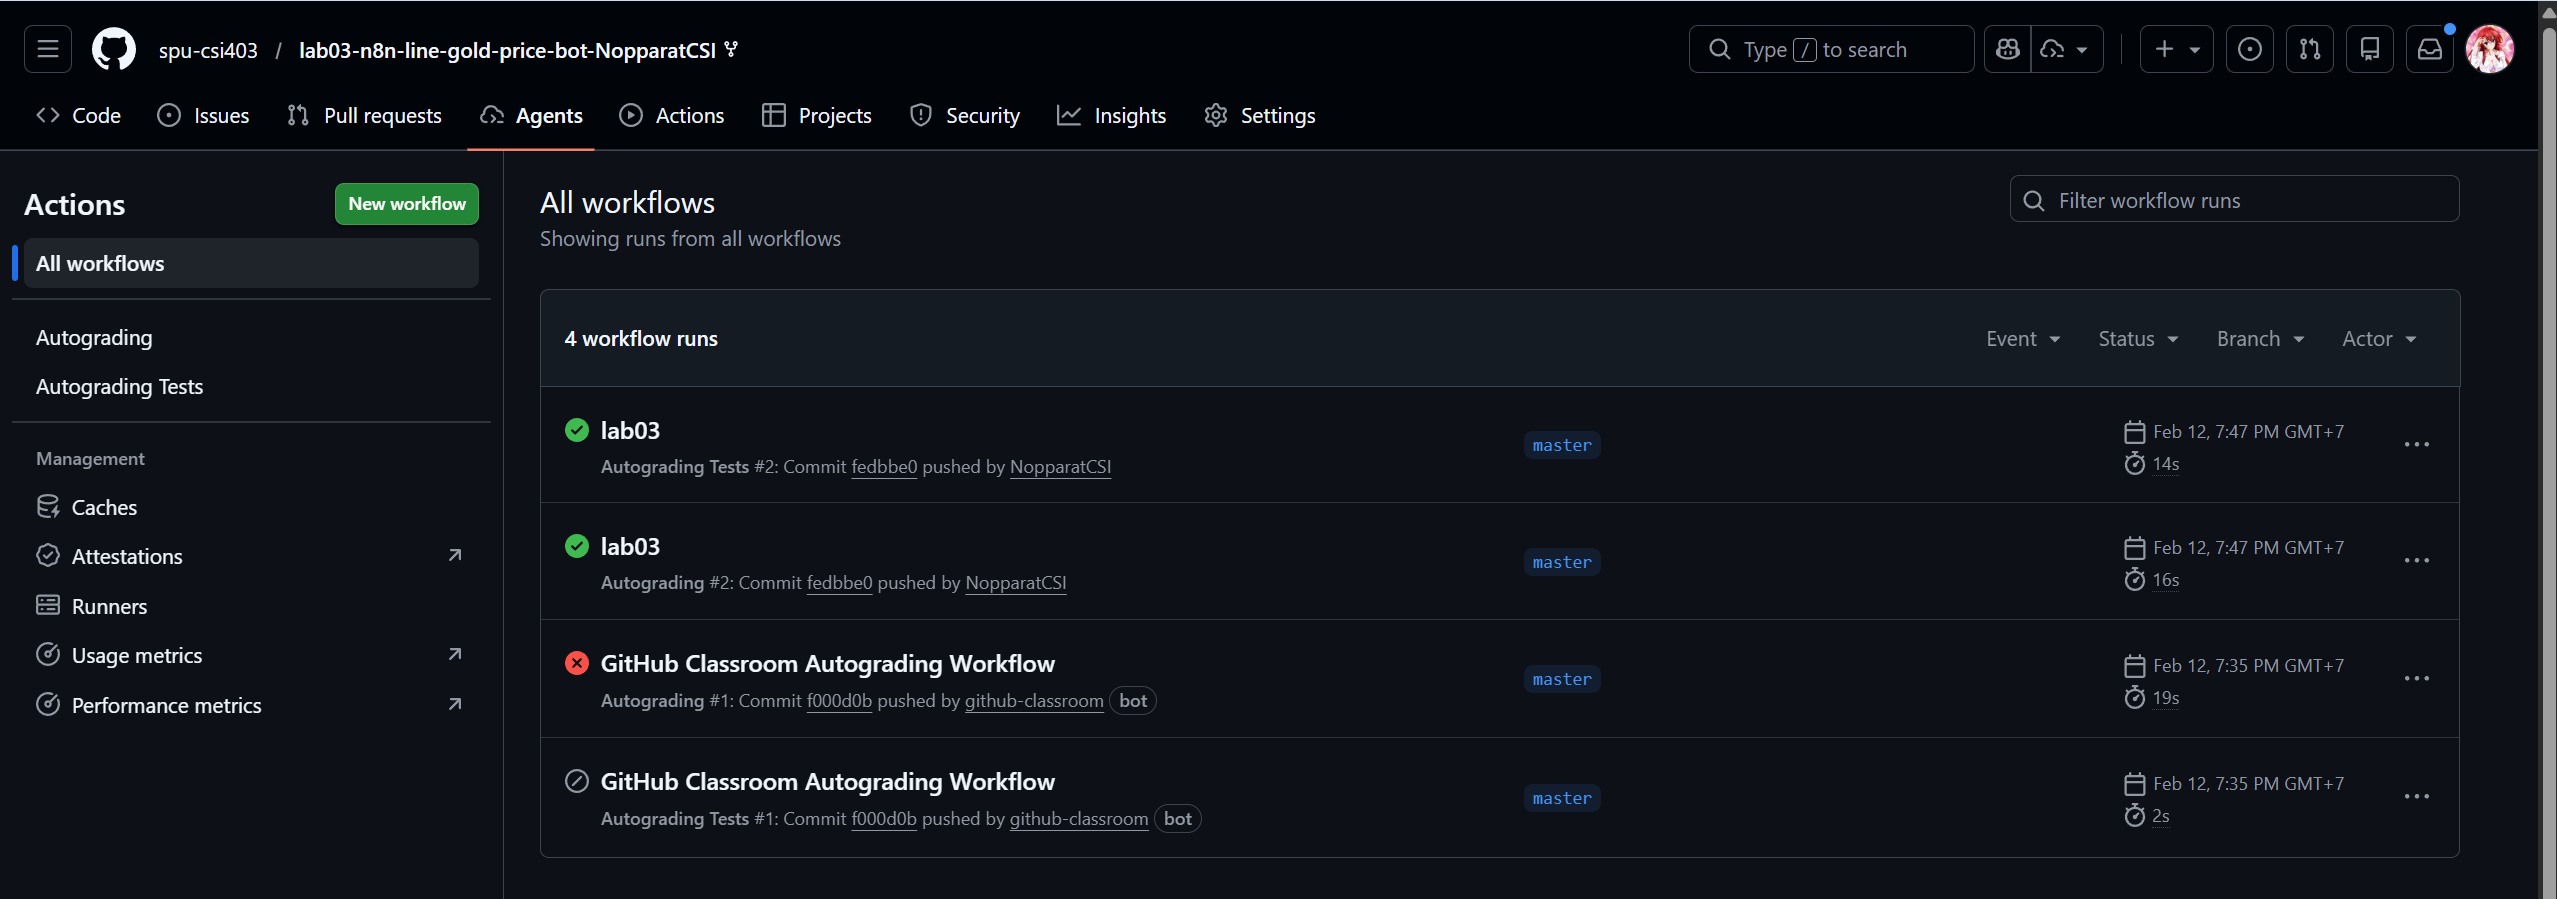 spu-csi403 / lab03-n8n-line-gold-price-bot-NopparatCSI
Type / to search
Code Issues Pull requests Agents Actions Projects Security Insights Settings
Actions
New workflow
All workflows
Autograding
Autograding Tests
Management
Caches
Attestations
Runners
Usage metrics
Performance metrics
All workflows
Showing runs from all workflows
Filter workflow runs
4 workflow runs
Event Status Branch Actor
lab03
Autograding Tests #2: Commit fedbbe0 pushed by NopparatCSI
master
Feb 12, 7:47 PM GMT+7
14s
lab03
Autograding #2: Commit fedbbe0 pushed by NopparatCSI
master
Feb 12, 7:47 PM GMT+7
16s
GitHub Classroom Autograding Workflow
Autograding #1: Commit f000d0b pushed by github-classroom bot
master
Feb 12, 7:35 PM GMT+7
19s
GitHub Classroom Autograding Workflow
Autograding Tests #1: Commit f000d0b pushed by github-classroom bot
master
Feb 12, 7:35 PM GMT+7
2s